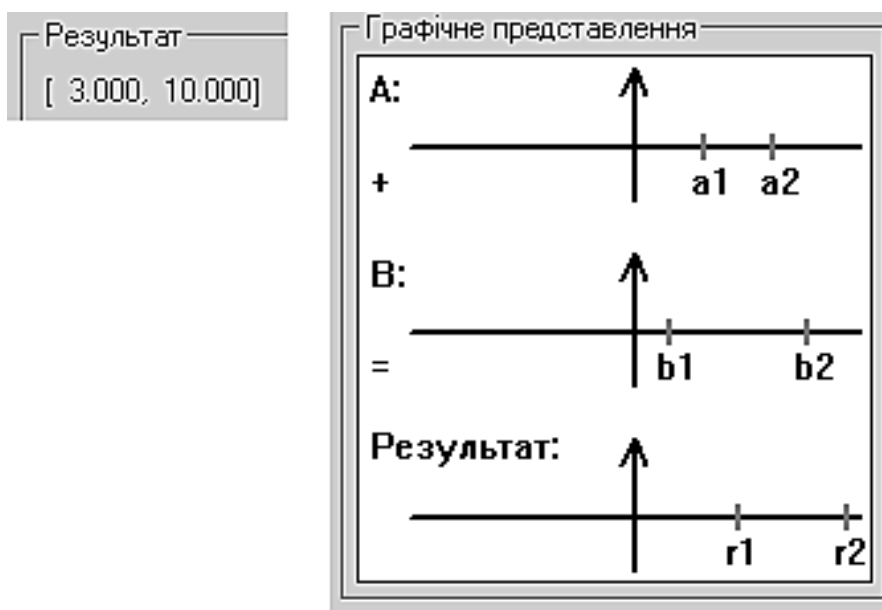 Результат
[ 3.000, 10.000]
Графічне представлення
A:
+
a1 a2
B:
=
b1 b2
Результат:
r1 r2